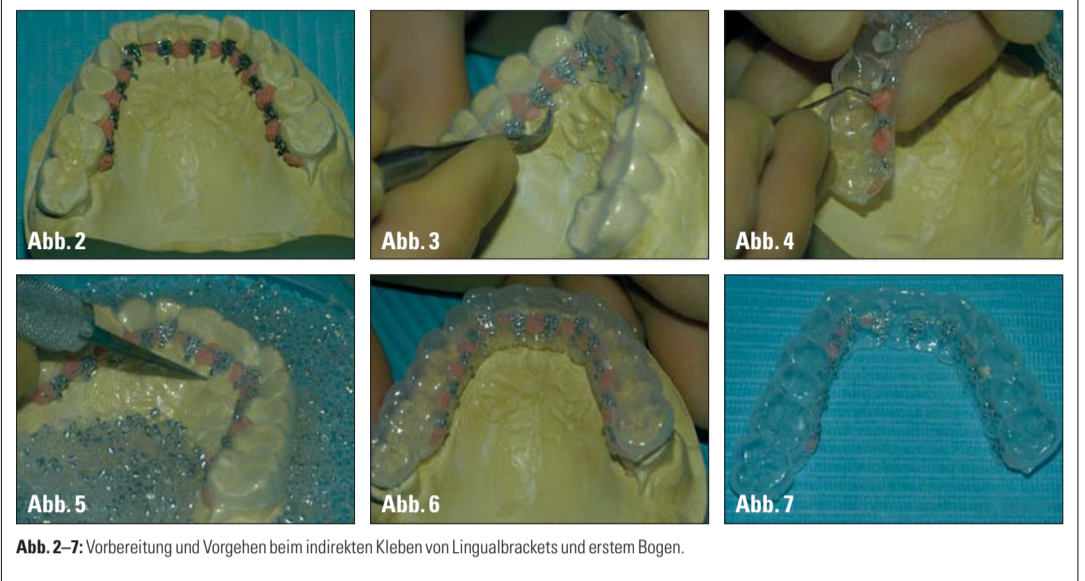 Abb. 2
Abb. 3
Abb. 4
Abb. 5
Abb. 6
Abb. 7
Abb. 2–7: Vorbereitung und Vorgehen beim indirekten Kleben von Lingualbrackets und erstem Bogen.